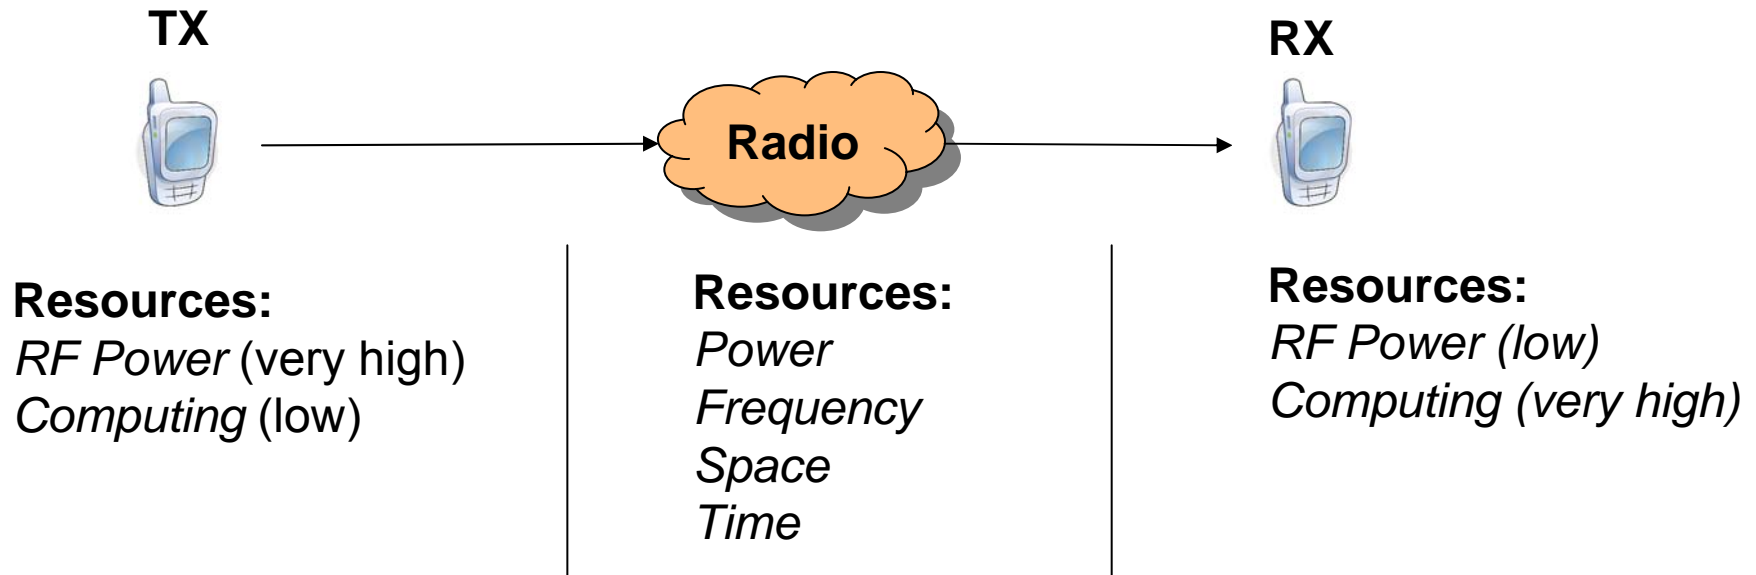 TX
RX
Radio
Resources:
RF Power (very high)
Computing (low)
Resources:
Power
Frequency
Space
Time
Resources:
RF Power (low)
Computing (very high)